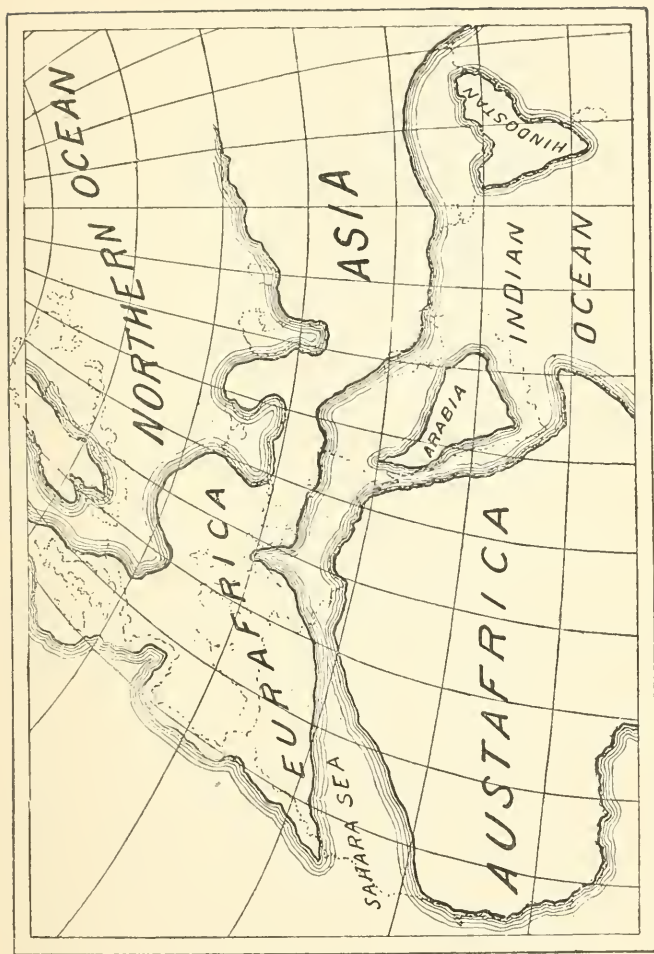 NORTHERN OCEAN
ASIA
HINDOSTAN
INDIAN
OCEAN
ARABIA
EURAFRICA
SAHARA SEA
AUSTAFRICA